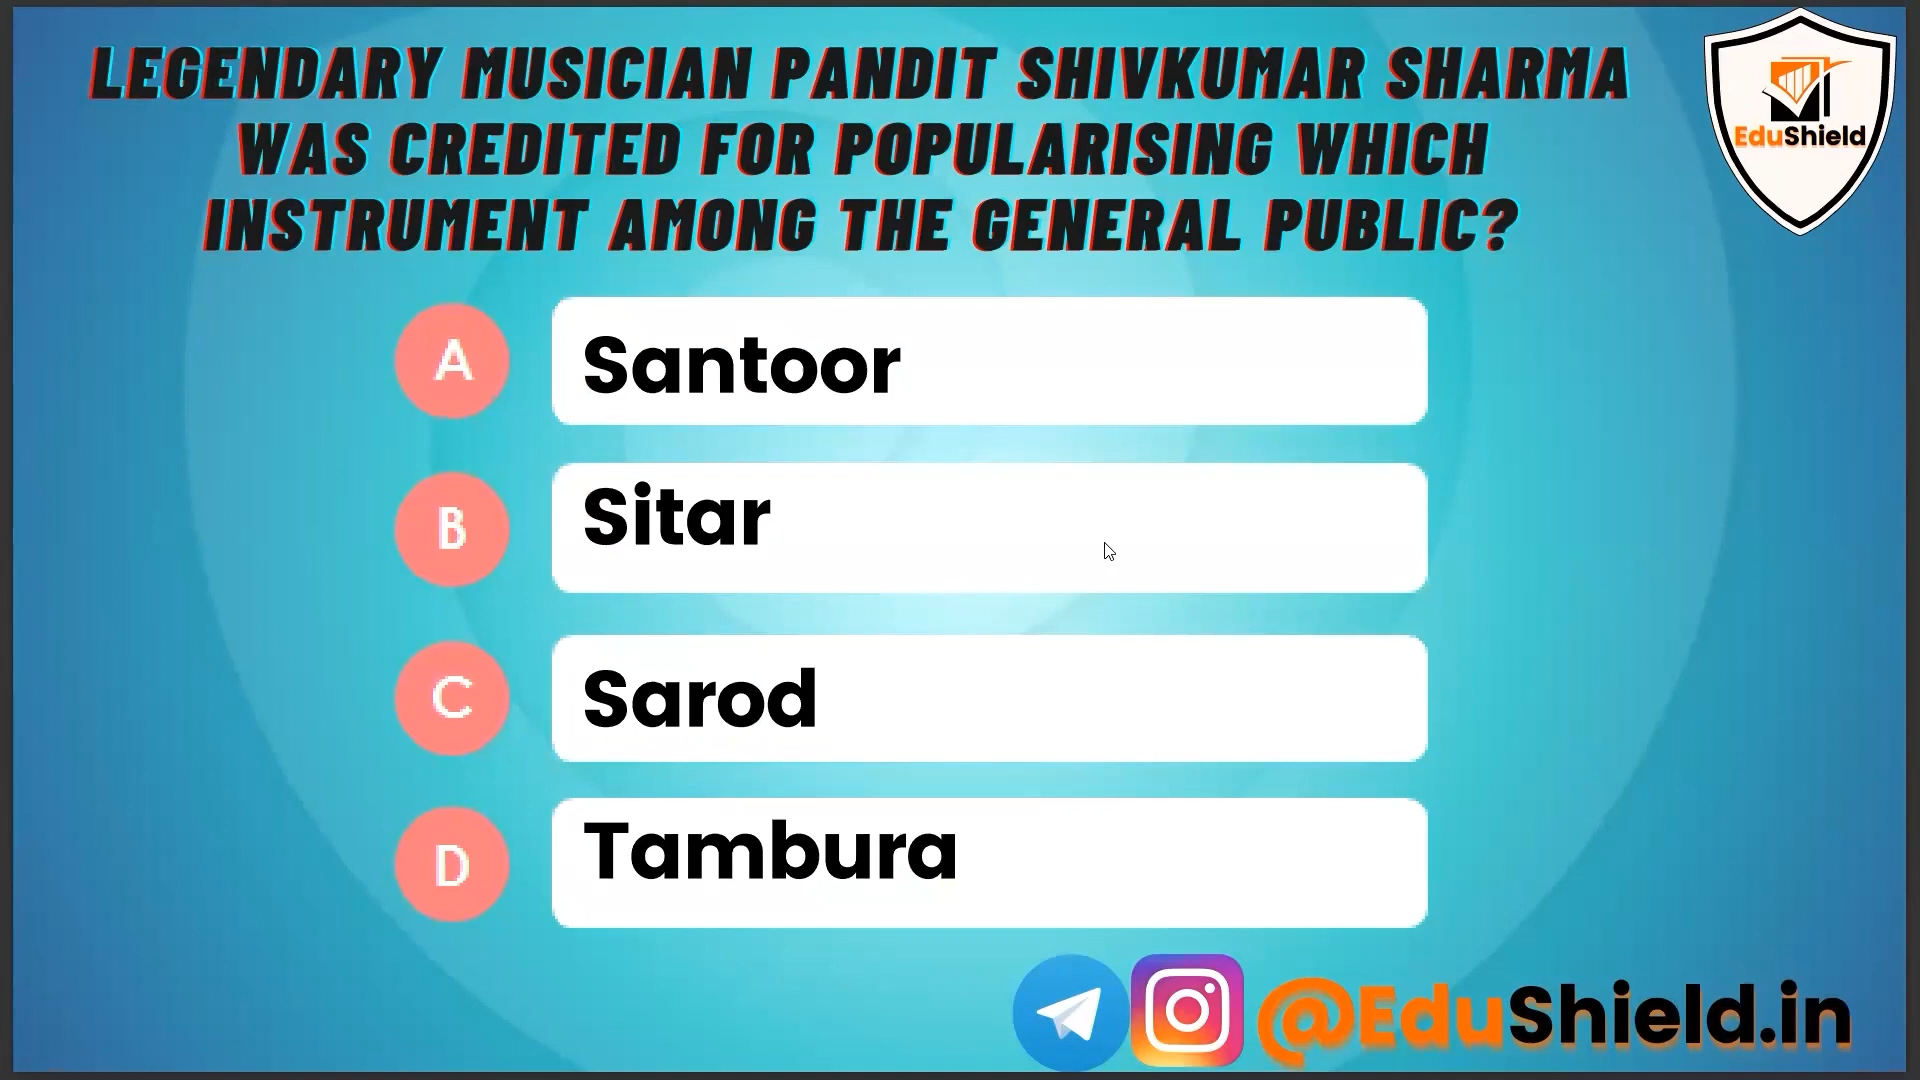 LEGENDARY MUSICIAN PANDIT SHIVKUMAR SHARMA
WAS CREDITED FOR POPULARISING WHICH
INSTRUMENT AMONG THE GENERAL PUBLIC?
EduShield
A Santoor
B Sitar
C Sarod
D Tambura
@EduShield.in